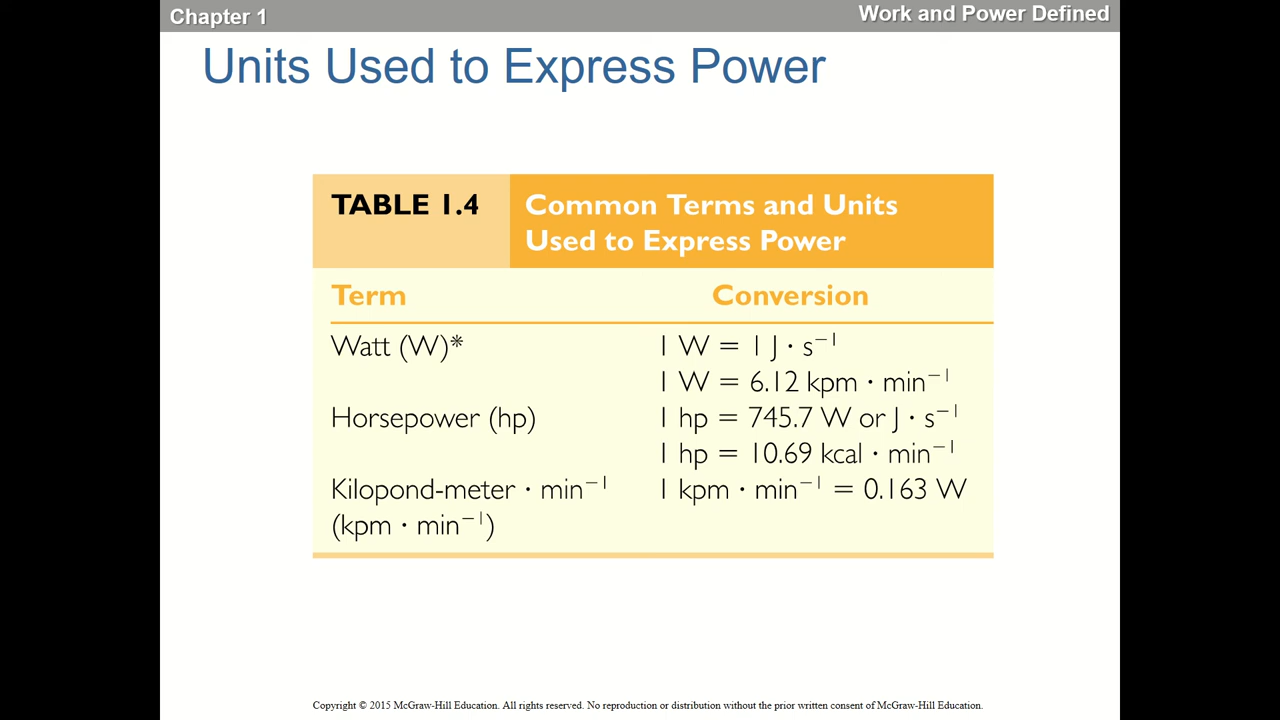 Chapter 1
Work and Power Defined
Units Used to Express Power
TABLE 1.4
Common Terms and Units
Used to Express Power
Term Conversion
Watt (W)* 1 W = 1 J · s⁻¹
1 W = 6.12 kpm · min⁻¹
Horsepower (hp) 1 hp = 745.7 W or J · s⁻¹
1 hp = 10.69 kcal · min⁻¹
Kilopond-meter · min⁻¹ 1 kpm · min⁻¹ = 0.163 W
(kpm · min⁻¹)
Copyright © 2015 McGraw-Hill Education. All rights reserved. No reproduction or distribution without the prior written consent of McGraw-Hill Education.